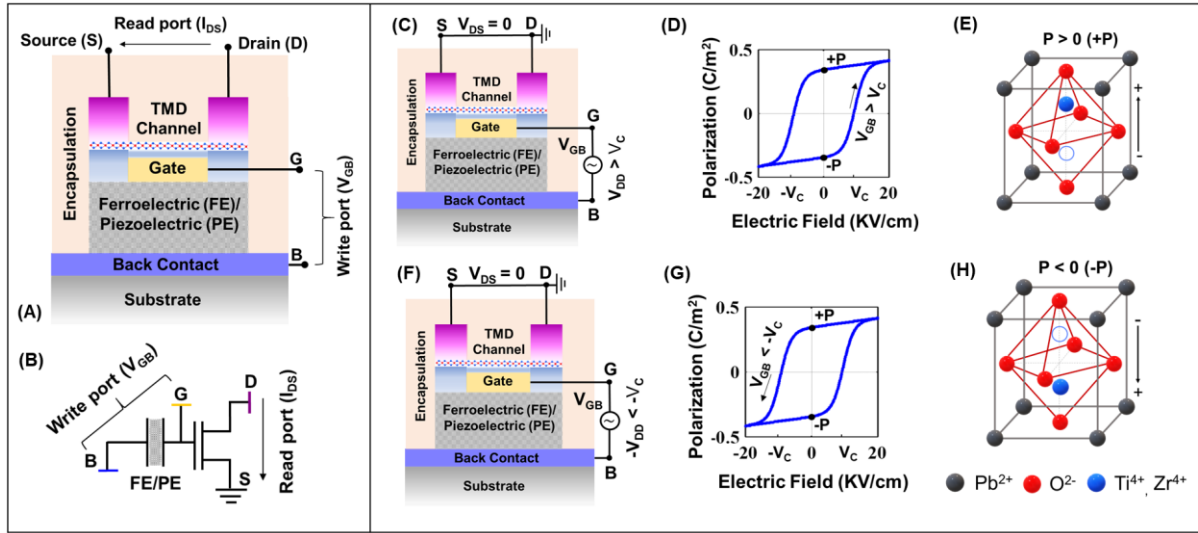 (A)
Read port (I_DS)
Source (S)
Drain (D)
Encapsulation
TMD
Channel
Gate
G
Write port (V_GB)
Ferroelectric (FE)/
Piezoelectric (PE)
B
Back Contact
Substrate
(B)
Write port (V_GB)
G
D
Read port (I_DS)
B
S
FE/PE
(C)
V_DS = 0
S
D
Encapsulation
TMD
Channel
Gate
G
V_GB
V_DD > V_C
Ferroelectric (FE)/
Piezoelectric (PE)
Back Contact
B
Substrate
(D)
Polarization (C/m²)
0.5
0
-0.5
+P
-P
V_GB > V_C
-20
-V_C
0
V_C
20
Electric Field (KV/cm)
(E)
P > 0 (+P)
+
-
(F)
V_DS = 0
S
D
Encapsulation
TMD
Channel
Gate
G
V_GB
-V_DD < -V_C
Ferroelectric (FE)/
Piezoelectric (PE)
Back Contact
B
Substrate
(G)
Polarization (C/m²)
0.5
0
-0.5
+P
-P
V_GB < -V_C
-20
-V_C
0
V_C
20
Electric Field (KV/cm)
(H)
P < 0 (-P)
-
+
Pb²⁺
O²⁻
Ti⁴⁺, Zr⁴⁺